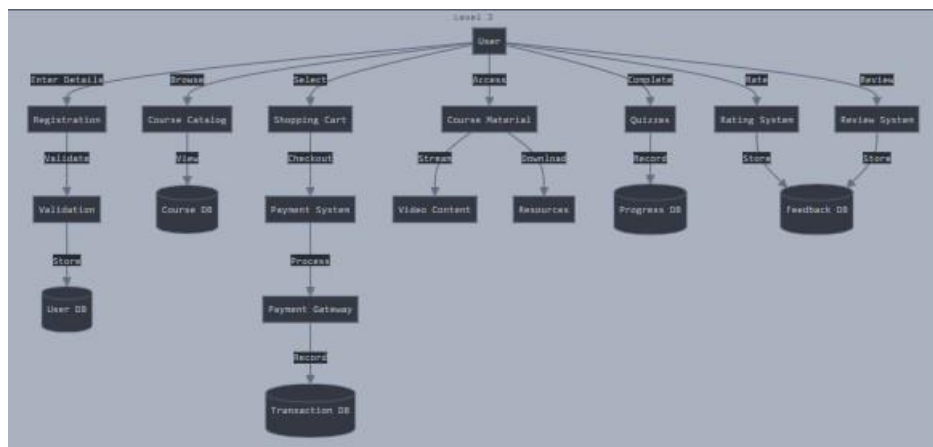 Level 2
User
Enter Details
Browse
Select
Access
Complete
Rate
Review
Registration
Course Catalog
Shopping Cart
Course Material
Quizzes
Rating System
Review System
Validate
View
Checkout
Stream
Download
Record
Store
Store
Validation
Course DB
Payment System
Video Content
Resources
Progress DB
Feedback DB
Store
Process
User DB
Payment Gateway
Record
Transaction DB